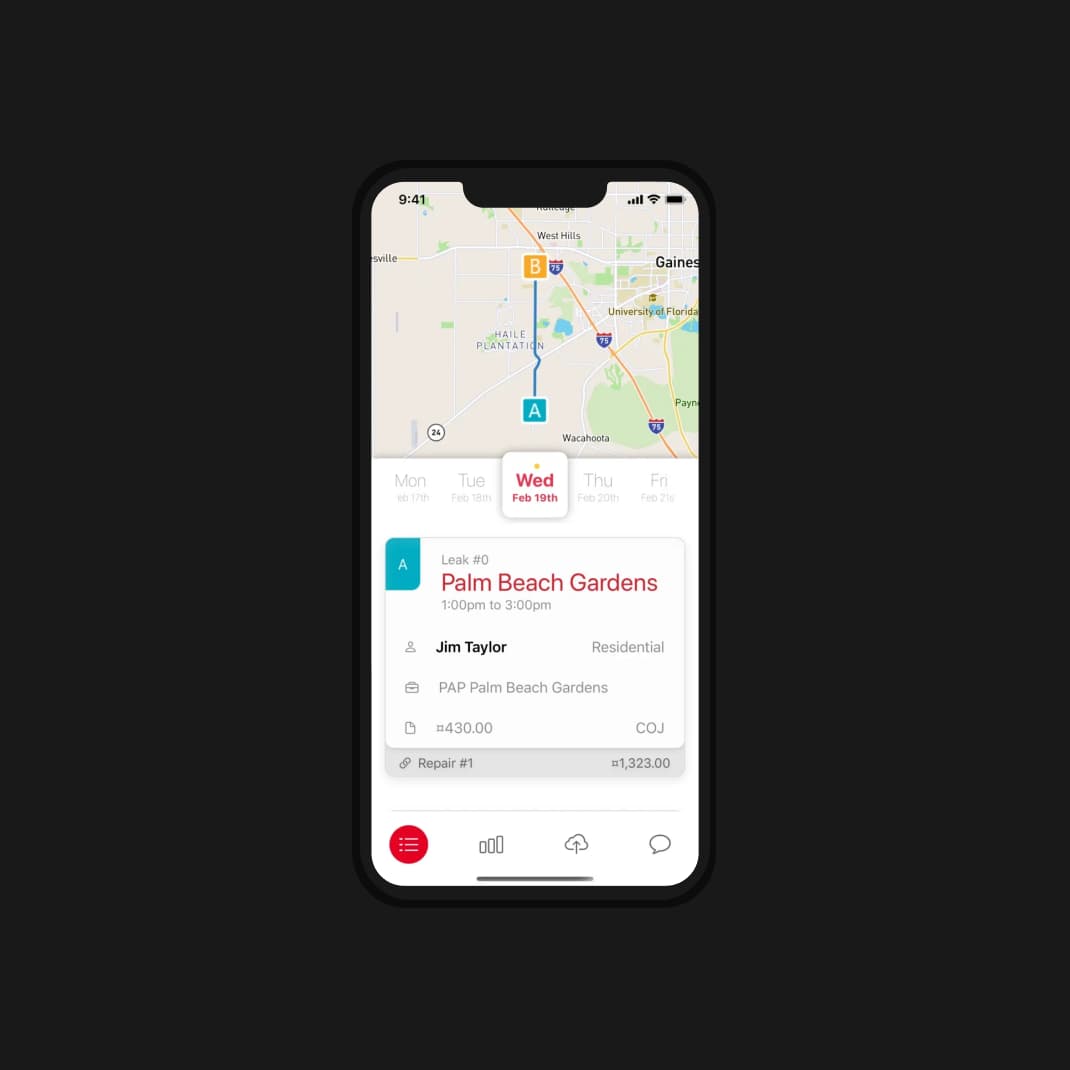 9:41
West Hills
esville
B
75
Gaines
University of Florida
HAILE
PLANTATION
75
A
24
Payn
75
Wacahoota
Mon
Tue
Wed
Thu
Fri
eb 17th
Feb 18th
Feb 19th
Feb 20th
Feb 21s
A
Leak #0
Palm Beach Gardens
1:00pm to 3:00pm
Jim Taylor
Residential
PAP Palm Beach Gardens
¤430.00
COJ
Repair #1
¤1,323.00